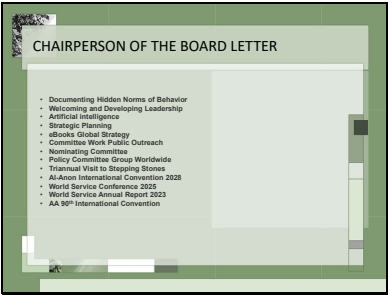 CHAIRPERSON OF THE BOARD LETTER
• Documenting Hidden Norms of Behavior
• Welcoming and Developing Leadership
• Artificial intelligence
• Strategic Planning
• eBooks Global Strategy
• Committee Work Public Outreach
• Nominating Committee
• Policy Committee Group Worldwide
• Triannual Visit to Stepping Stones
• Al-Anon International Convention 2028
• World Service Conference 2025
• World Service Annual Report 2023
• AA 90th International Convention